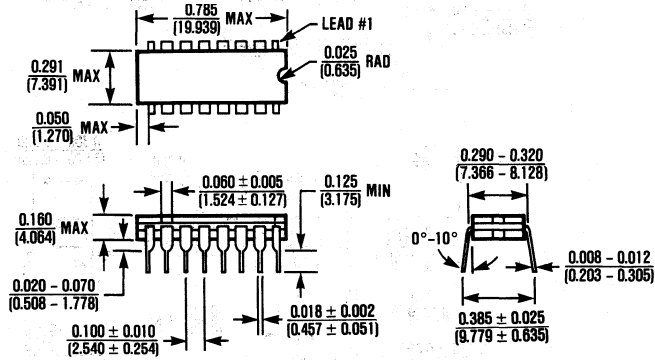 0.785
(19.939) MAX
LEAD #1
0.025
(0.635) RAD
0.291
(7.391) MAX
0.050
(1.270) MAX
0.060 ± 0.005
(1.524 ± 0.127)
0.125
(3.175) MIN
0.290 – 0.320
(7.366 – 8.128)
0.160
(4.064) MAX
0°–10°
0.008 – 0.012
(0.203 – 0.305)
0.020 – 0.070
(0.508 – 1.778)
0.018 ± 0.002
(0.457 ± 0.051)
0.100 ± 0.010
(2.540 ± 0.254)
0.385 ± 0.025
(9.779 ± 0.635)